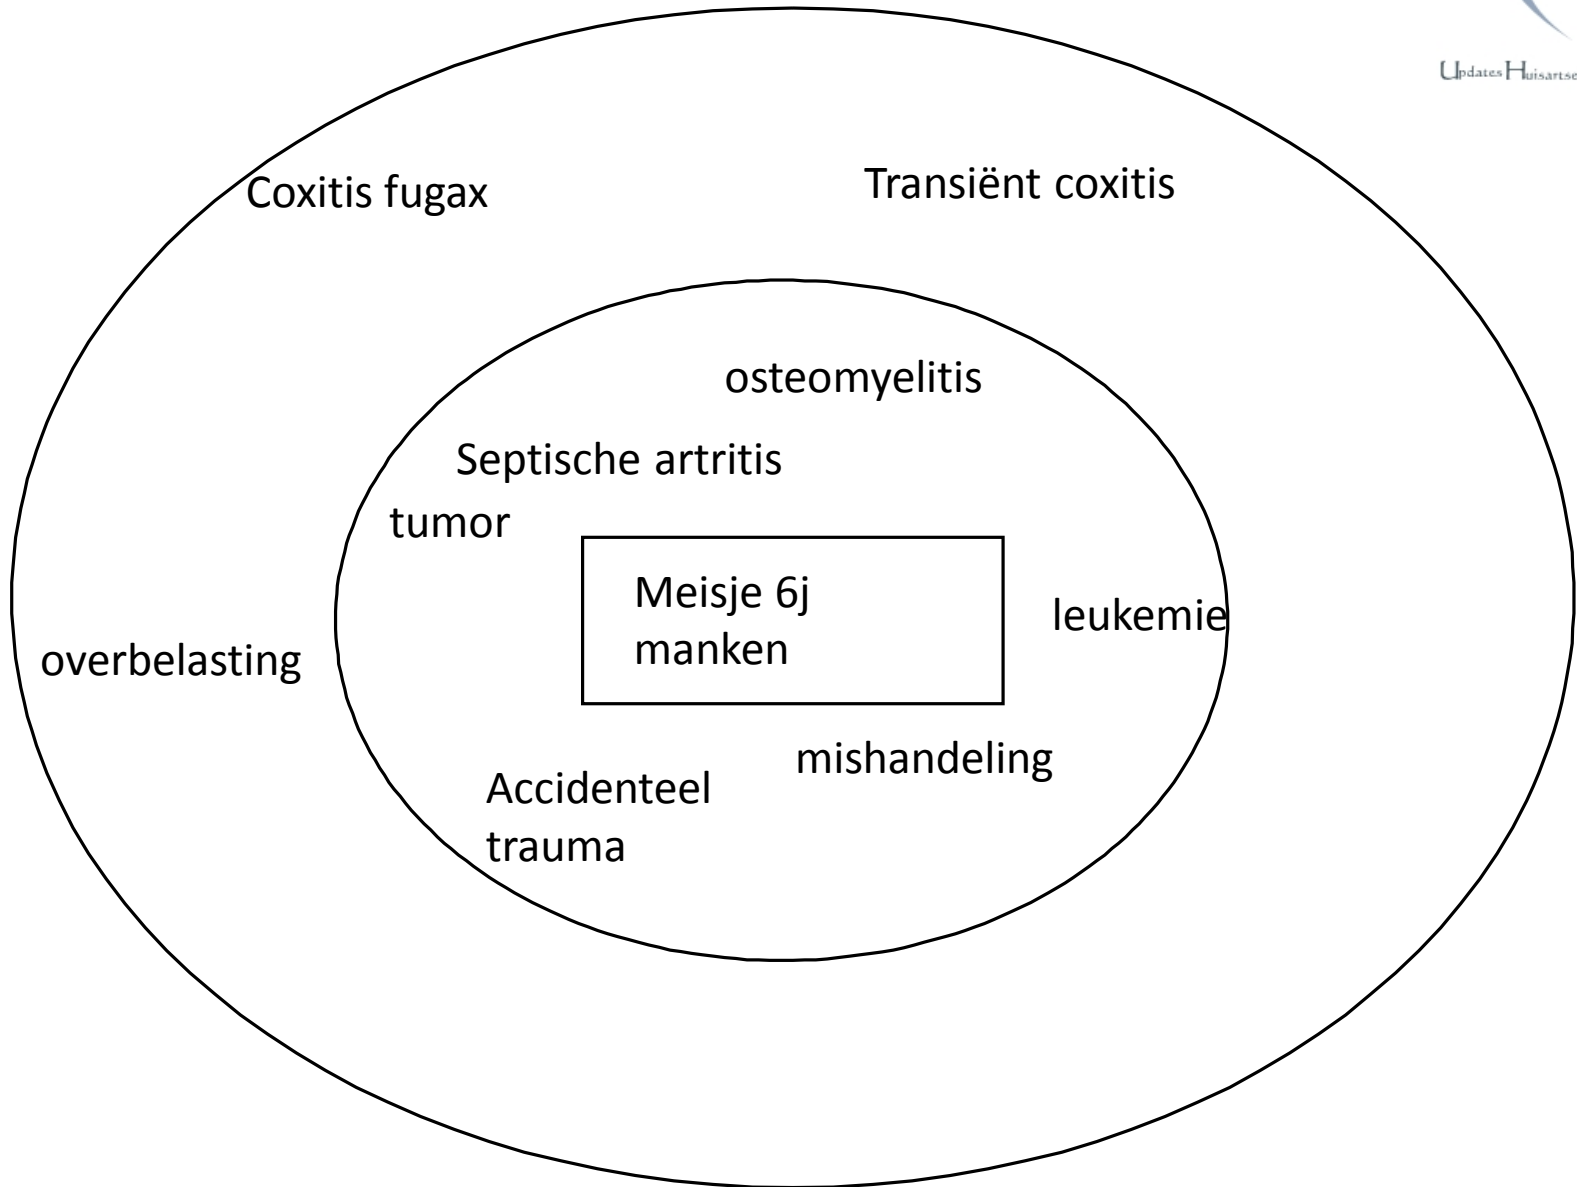 Updates Huisartse
Coxitis fugax
Transiënt coxitis
osteomyelitis
Septische artritis
tumor
Meisje 6j
manken
leukemie
overbelasting
mishandeling
Accidenteel
trauma